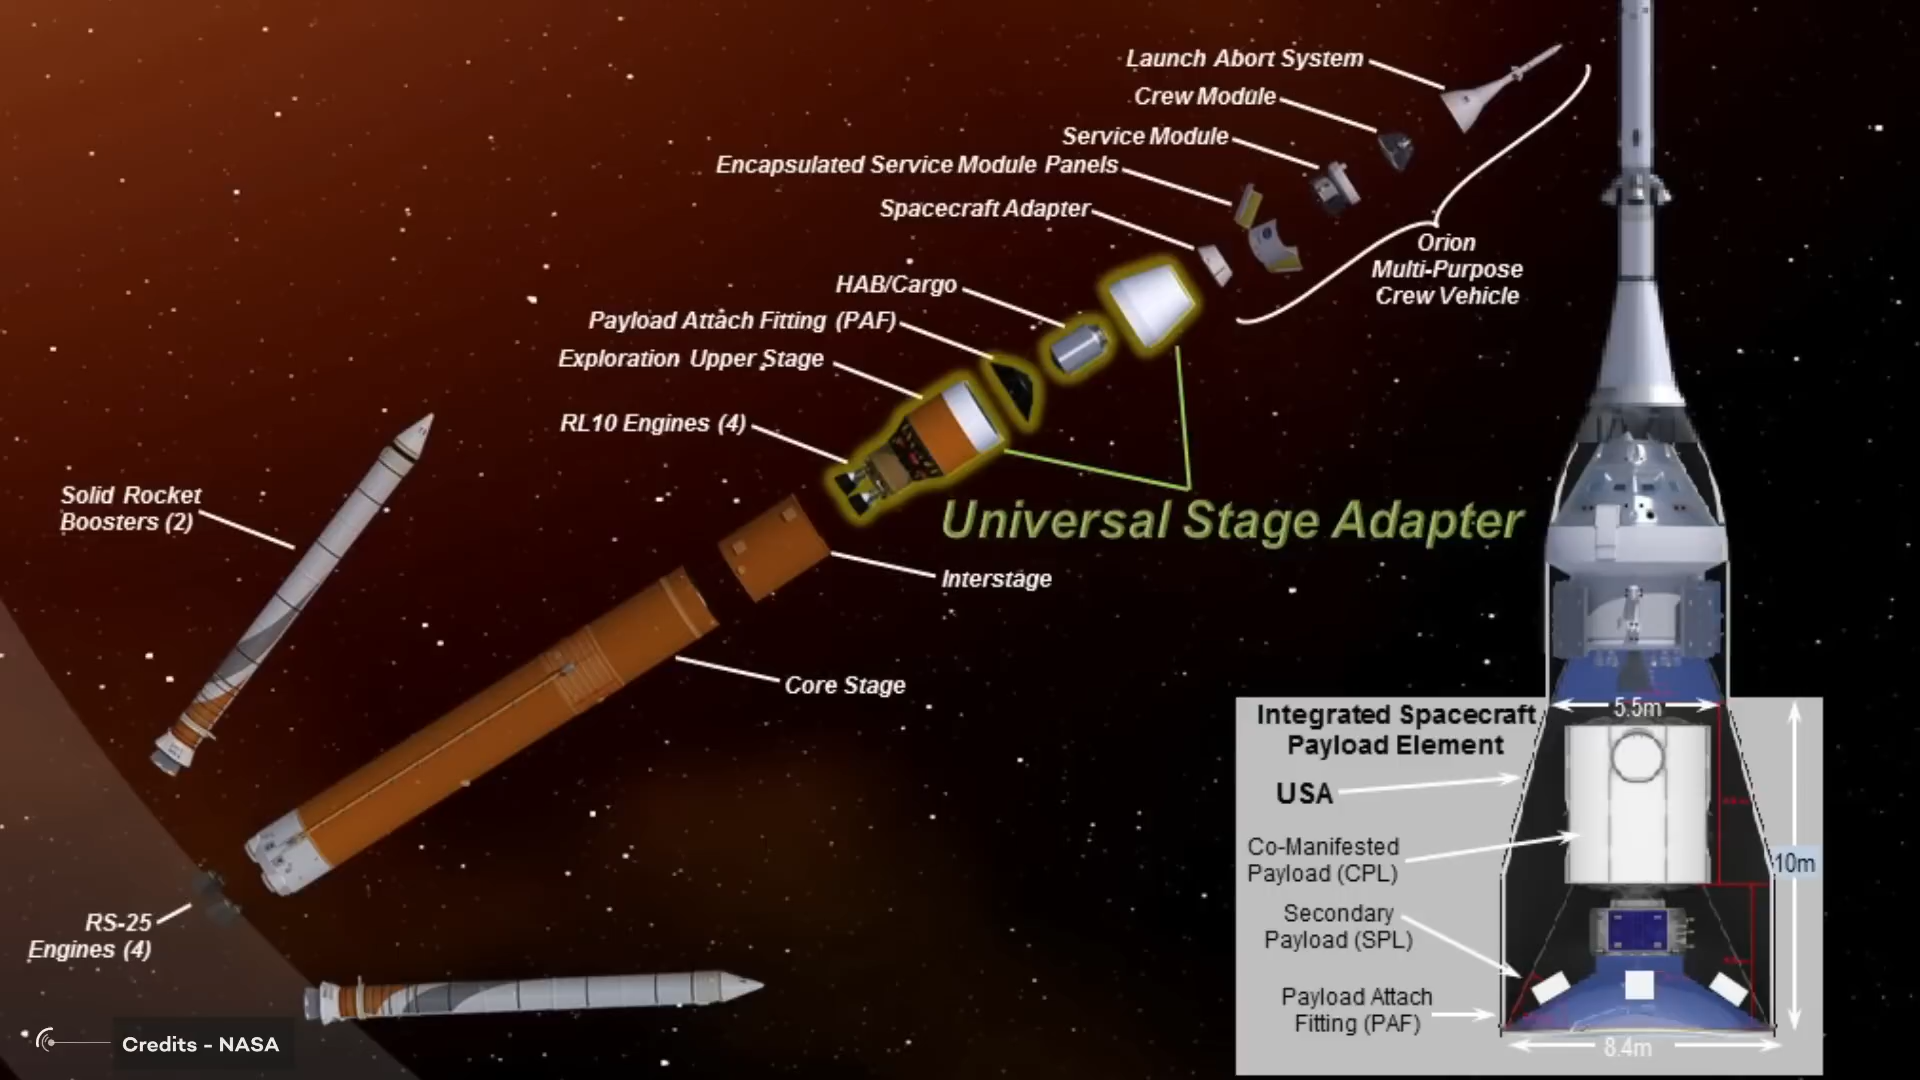 Launch Abort System
Crew Module
Service Module
Encapsulated Service Module Panels
Spacecraft Adapter
HAB/Cargo
Payload Attach Fitting (PAF)
Exploration Upper Stage
RL10 Engines (4)
Orion
Multi-Purpose
Crew Vehicle
Solid Rocket
Boosters (2)
Universal Stage Adapter
Interstage
Core Stage
RS-25
Engines (4)
Integrated Spacecraft
Payload Element
5.5m
USA
Co-Manifested
Payload (CPL)
10m
Secondary
Payload (SPL)
Payload Attach
Fitting (PAF)
8.4m
Credits - NASA